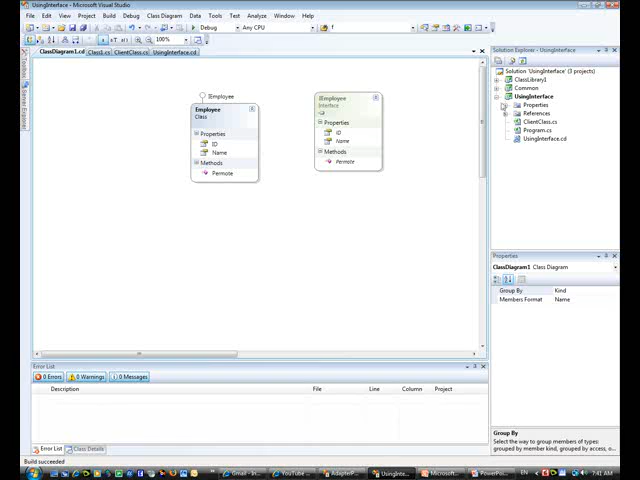 UsingInterface - Microsoft Visual Studio
File Edit View Project Build Debug Class Diagram Data Tools Test Analyze Window Help
Debug Any CPU f
100%
ClassDiagram1.cd Class1.cs ClientClass.cs UsingInterface.cd
Toolbox
Server Explorer
IEmployee
Employee
Class
Properties
ID
Name
Methods
Permote
IEmployee
Interface
Properties
ID
Name
Methods
Permote
Solution Explorer - UsingInterface
Solution 'UsingInterface' (3 projects)
ClassLibrary1
Common
UsingInterface
Properties
References
ClientClass.cs
Program.cs
UsingInterface.cd
Properties
ClassDiagram1 Class Diagram
Group By Kind
Members Format Name
Group By
Select the way to group members of types: grouped by member kind, grouped by access, o...
Error List
0 Errors 0 Warnings 0 Messages
Description File Line Column Project
Error List Class Details
Build succeeded
Gmail - In... YouTube ... AdapterP... UsingInte... Microsoft... PowerPoi... EN 7:41 AM